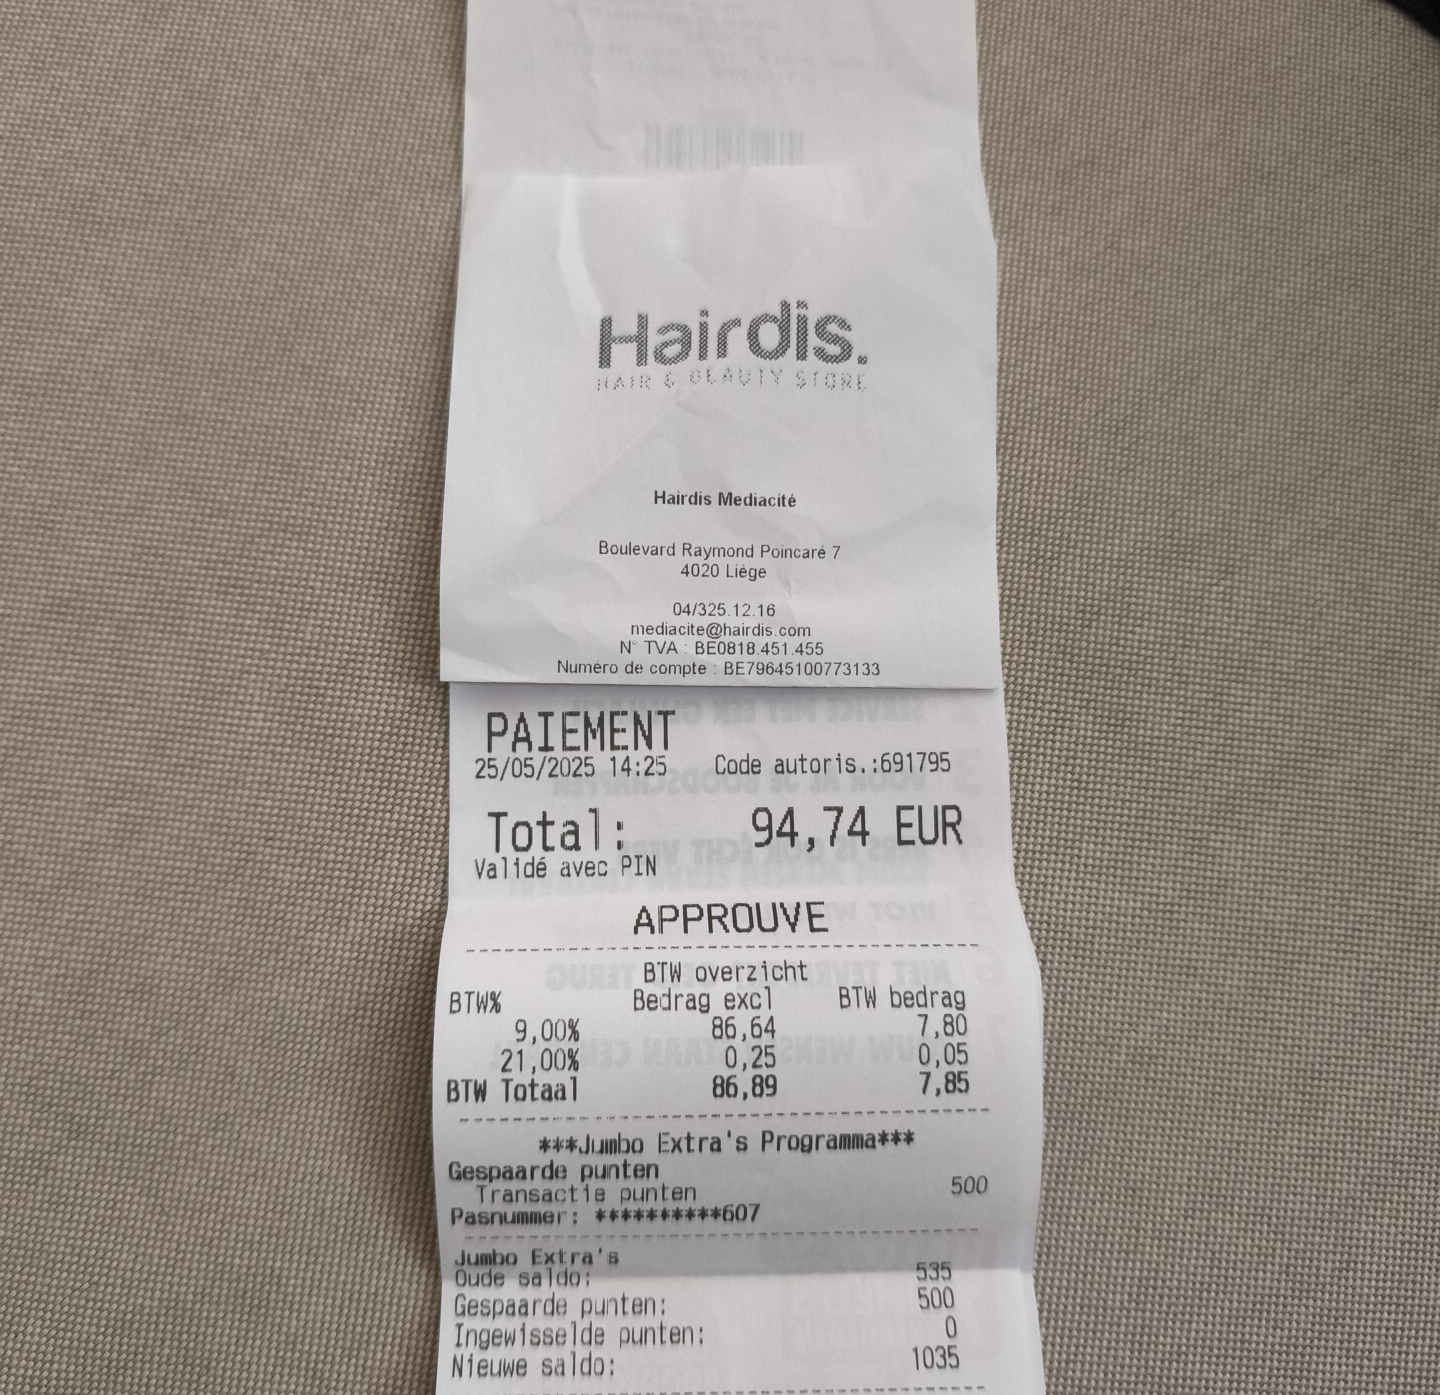 Hairdis.
HAIR & BEAUTY STORE
Hairdis Mediacité
Boulevard Raymond Poincaré 7
4020 Liège
04/325.12.16
mediacite@hairdis.com
N° TVA : BE0818.451.455
Numéro de compte : BE79645100773133
PAIEMENT
25/05/2025 14:25 Code autoris.:691795
Total: 94,74 EUR
Validé avec PIN
APPROUVE
BTW overzicht
BTW% Bedrag excl BTW bedrag
9,00% 86,64 7,80
21,00% 0,25 0,05
BTW Totaal 86,89 7,85
***Jumbo Extra's Programma***
Gespaarde punten
Transactie punten 500
Pasnummer: **********607
Jumbo Extra's
Oude saldo: 535
Gespaarde punten: 500
Ingewisselde punten: 0
Nieuwe saldo: 1035